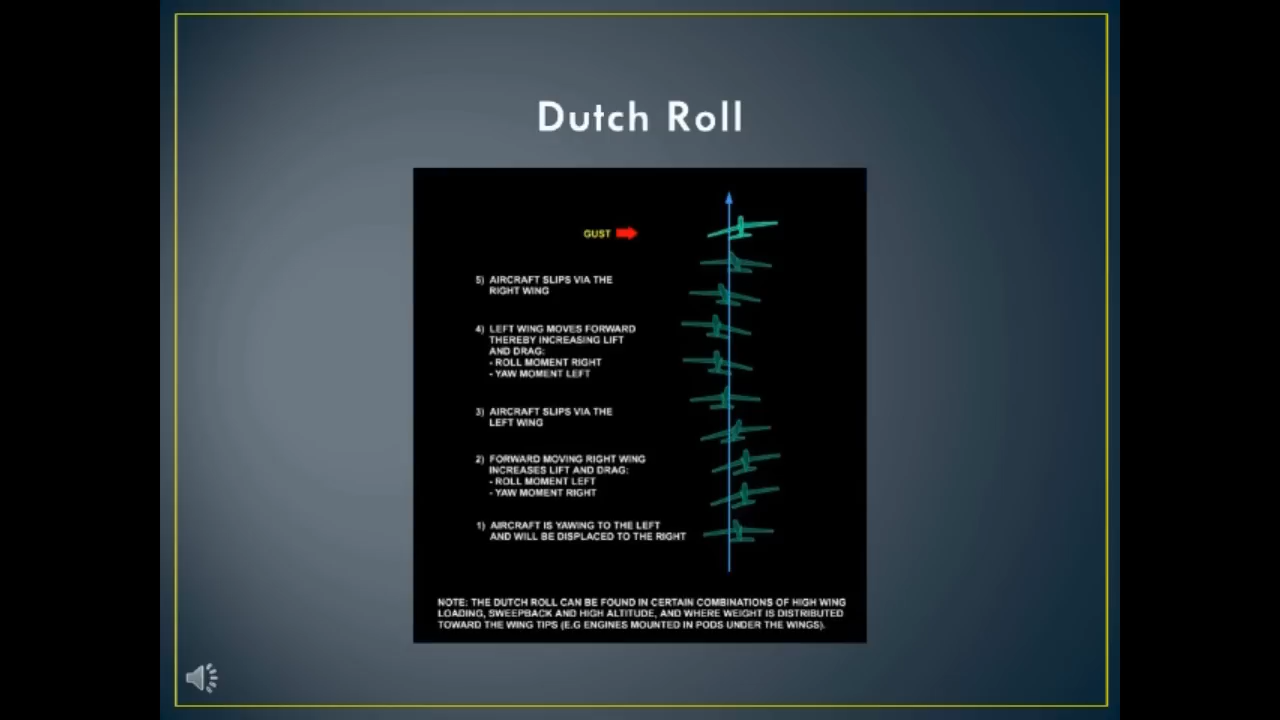 Dutch Roll
GUST
5) AIRCRAFT SLIPS VIA THE
RIGHT WING
4) LEFT WING MOVES FORWARD
THEREBY INCREASING LIFT
AND DRAG:
- ROLL MOMENT RIGHT
- YAW MOMENT LEFT
3) AIRCRAFT SLIPS VIA THE
LEFT WING
2) FORWARD MOVING RIGHT WING
INCREASES LIFT AND DRAG:
- ROLL MOMENT LEFT
- YAW MOMENT RIGHT
1) AIRCRAFT IS YAWING TO THE LEFT
AND WILL BE DISPLACED TO THE RIGHT
NOTE: THE DUTCH ROLL CAN BE FOUND IN CERTAIN COMBINATIONS OF HIGH WING
LOADING, SWEEPBACK AND HIGH ALTITUDE, AND WHERE WEIGHT IS DISTRIBUTED
TOWARD THE WING TIPS (E.G ENGINES MOUNTED IN PODS UNDER THE WINGS).